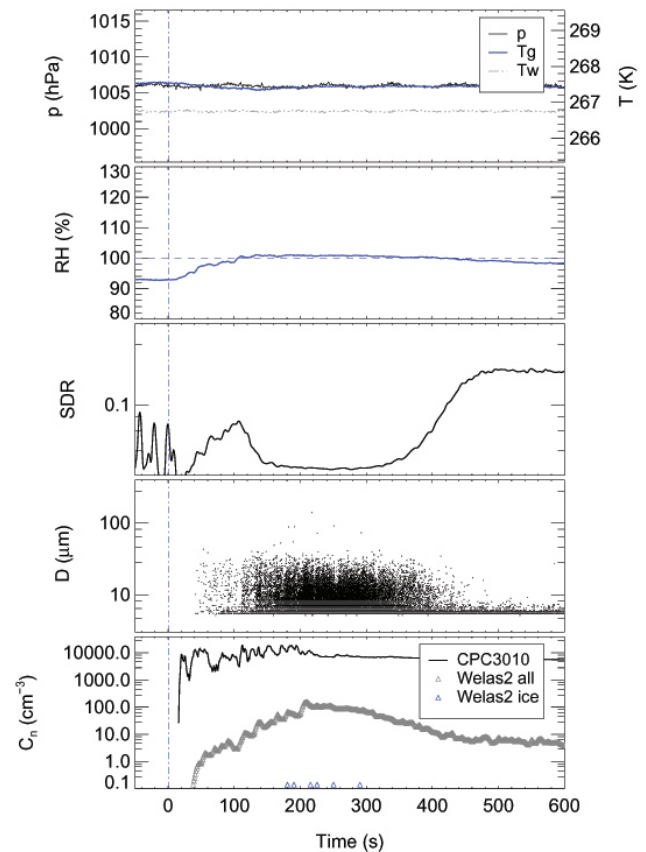 1015
1010
1005
1000
p (hPa)
p
Tg
Tw
269
268
267
266
T (K)
130
120
110
100
90
80
RH (%)
0.1
SDR
100
10
D (μm)
10000.0
1000.0
100.0
10.0
1.0
0.1
Cn (cm⁻³)
CPC3010
Welas2 all
Welas2 ice
0 100 200 300 400 500 600
Time (s)